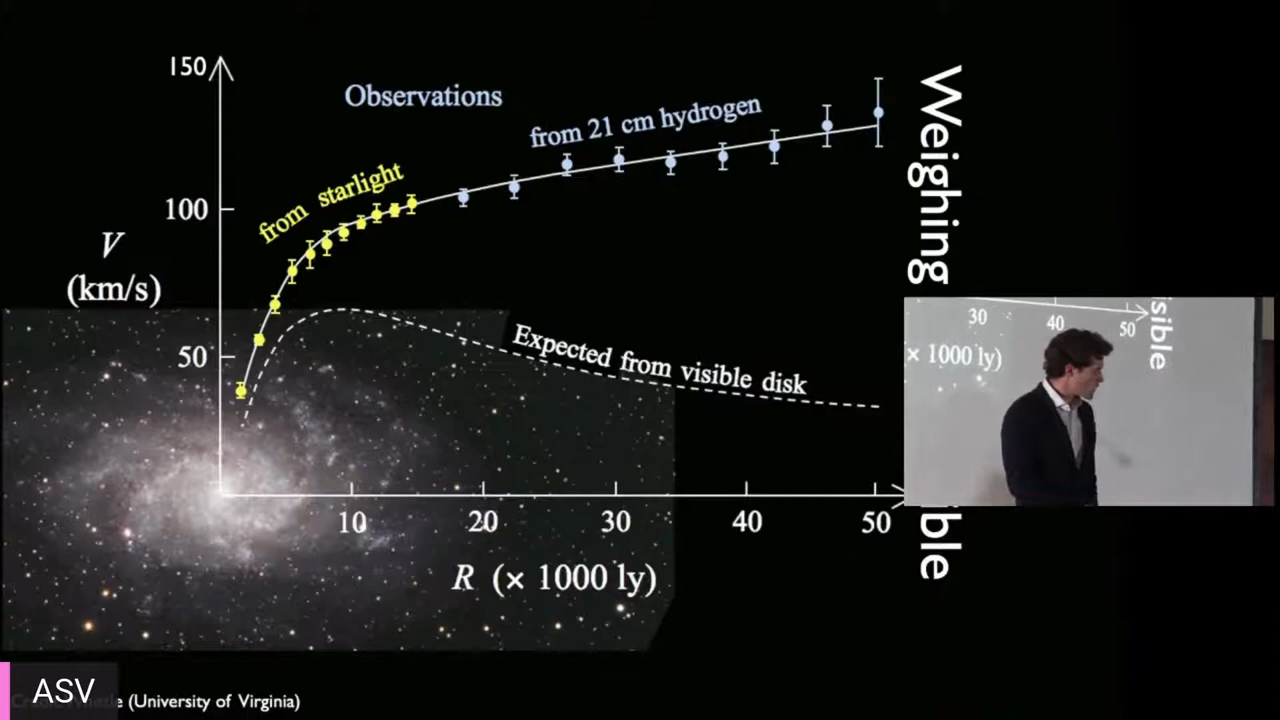 150
Observations
from 21 cm hydrogen
from starlight
100
V
(km/s)
50
Expected from visible disk
10 20 30 40 50
R (× 1000 ly)
Weighing
ble
30 40 50
× 1000 ly)
sible
ASV
(University of Virginia)